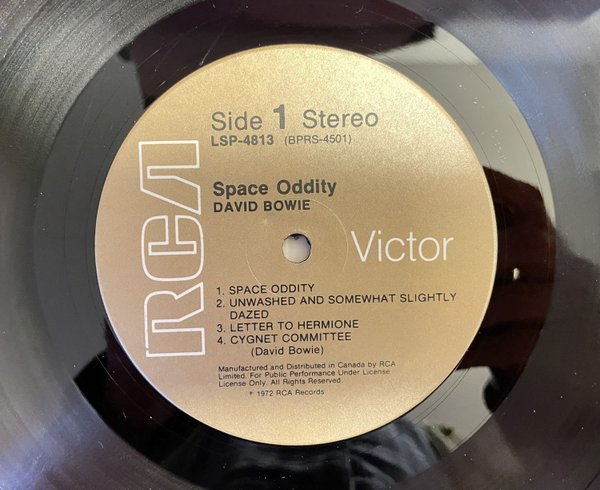 Side 1 Stereo
LSP-4813 (BPRS-4501)
Space Oddity
DAVID BOWIE
RCA
Victor
1. SPACE ODDITY
2. UNWASHED AND SOMEWHAT SLIGHTLY
DAZED
3. LETTER TO HERMIONE
4. CYGNET COMMITTEE
(David Bowie)
Manufactured and Distributed in Canada by RCA
Limited. For Public Performance Under License
License Only. All Rights Reserved
℗ 1972 RCA Records